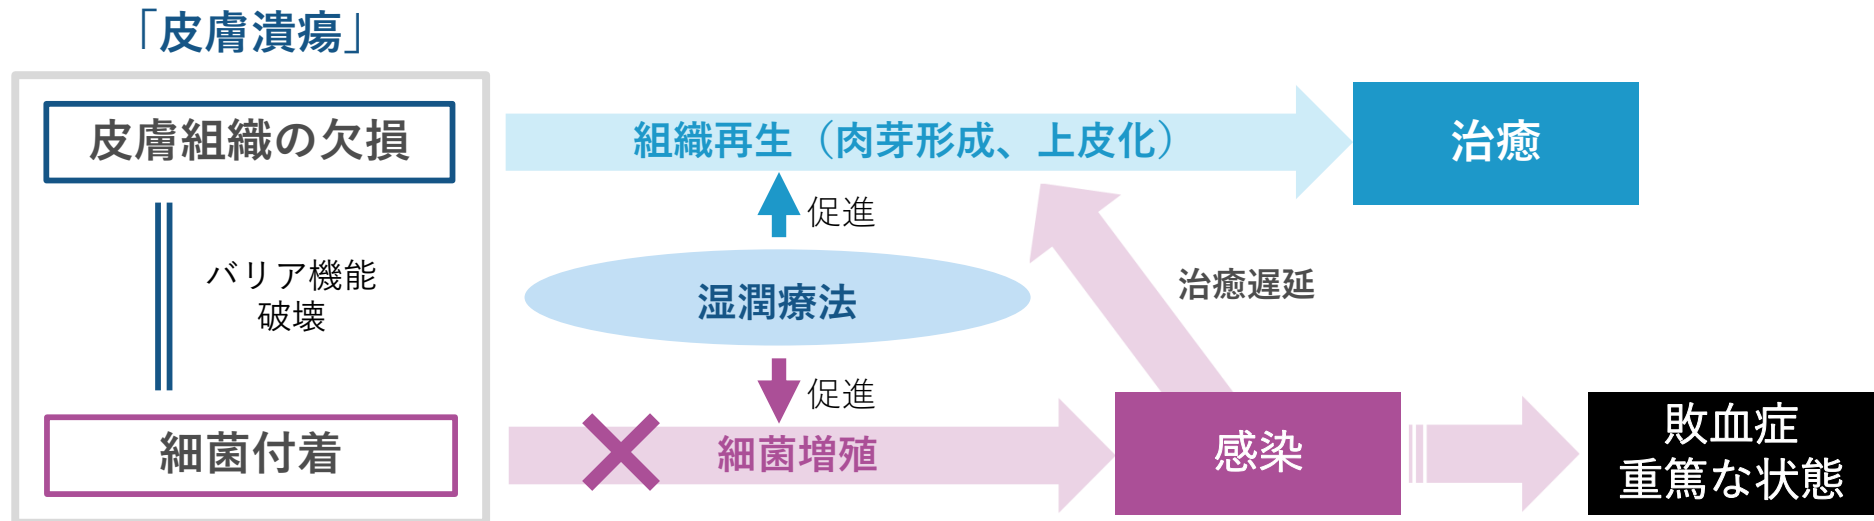 「皮膚潰瘍」
皮膚組織の欠損
組織再生（肉芽形成、上皮化）
治癒
促進
バリア機能
破壊
湿潤療法
治癒遅延
促進
細菌付着
細菌増殖
感染
敗血症
重篤な状態